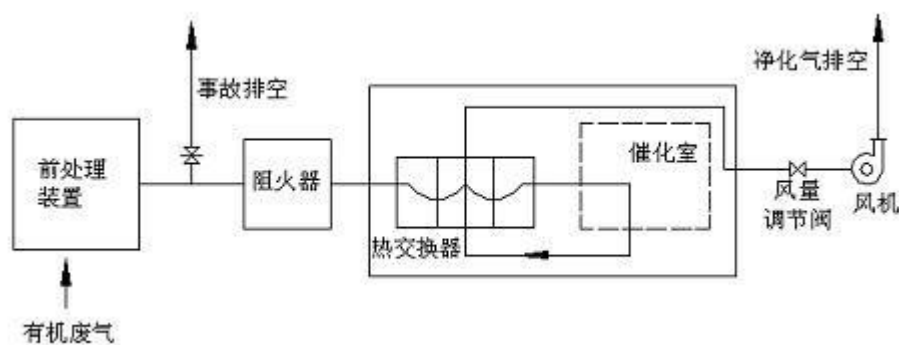 净化气排空
事故排空
前处理
装置
阻火器
催化室
热交换器
风量
调节阀
风机
有机废气